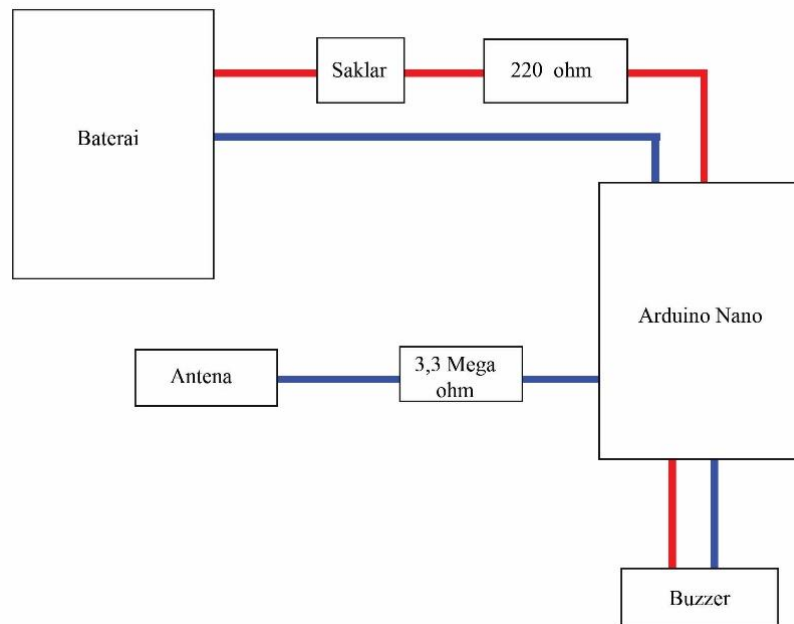 Saklar
220 ohm
Baterai
Arduino Nano
Antena
3,3 Mega
ohm
Buzzer